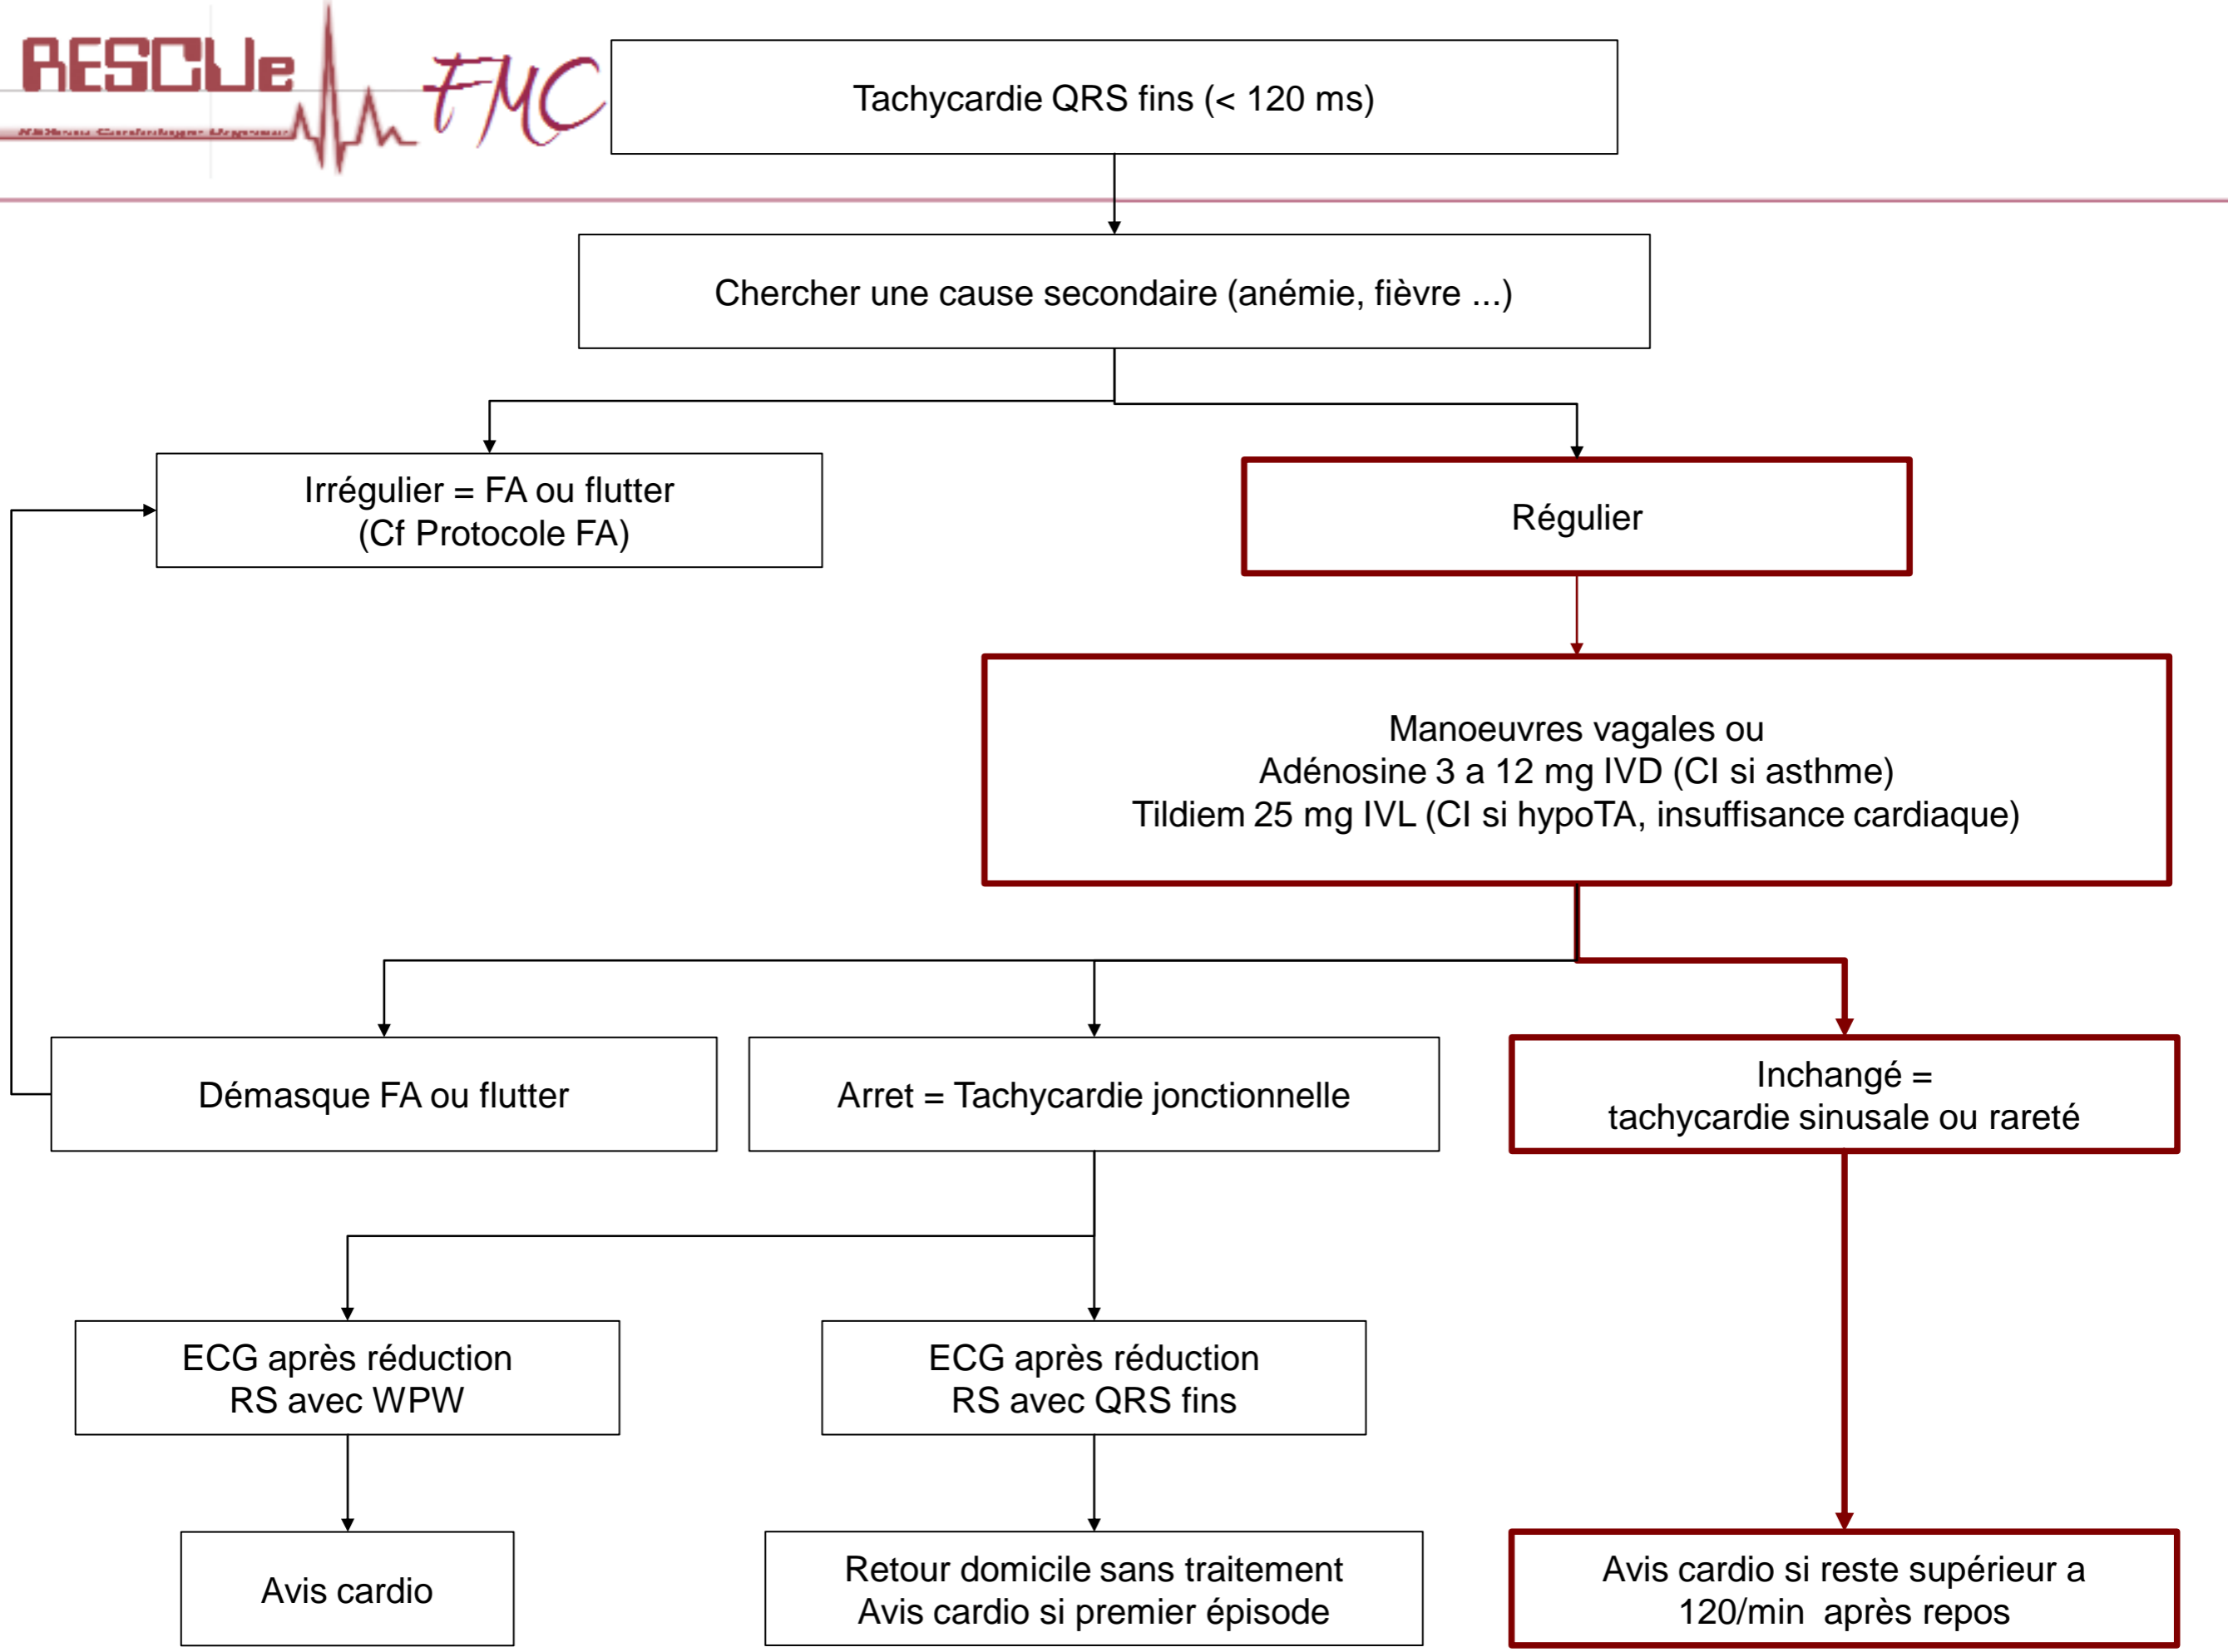 RESCUe
FMC
Tachycardie QRS fins (< 120 ms)
Chercher une cause secondaire (anémie, fièvre ...)
Irrégulier = FA ou flutter
(Cf Protocole FA)
Régulier
Manoeuvres vagales ou
Adénosine 3 a 12 mg IVD (CI si asthme)
Tildiem 25 mg IVL (CI si hypoTA, insuffisance cardiaque)
Démasque FA ou flutter
Arret = Tachycardie jonctionnelle
Inchangé =
tachycardie sinusale ou rareté
ECG après réduction
RS avec WPW
ECG après réduction
RS avec QRS fins
Avis cardio
Retour domicile sans traitement
Avis cardio si premier épisode
Avis cardio si reste supérieur a
120/min après repos